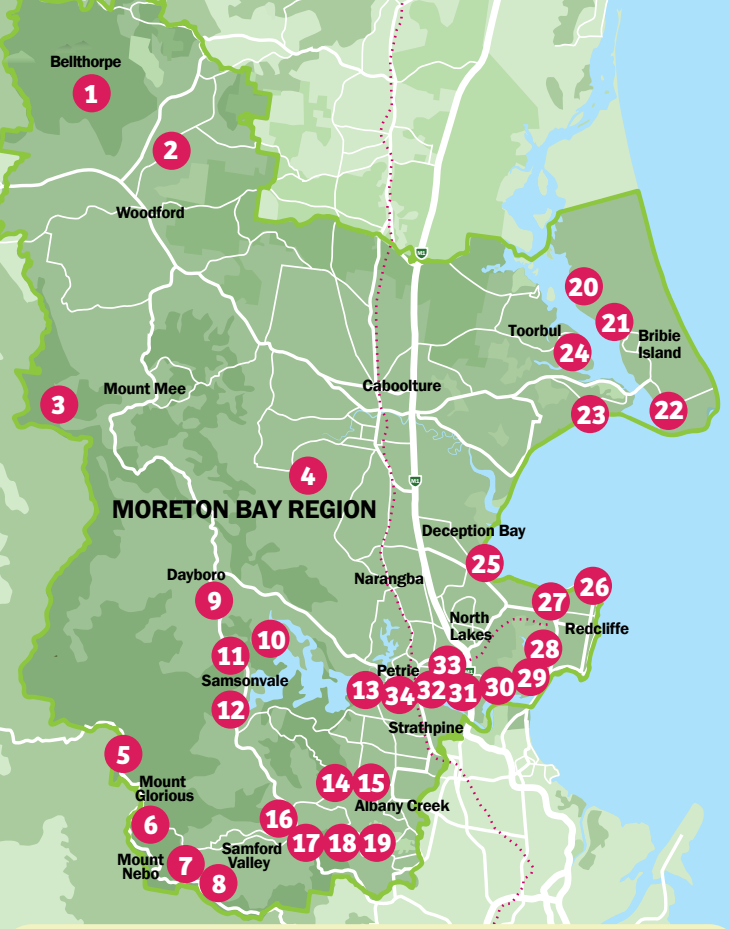 Bellthorpe
1
2
Woodford
M1
20
21
Toorbul
Bribie
Island
24
Mount Mee
3
Caboolture
22
23
4
M1
MORETON BAY REGION
Deception Bay
25
Dayboro
Narangba
26
9
27
North
Lakes
Redcliffe
10
28
11
33
M1
Petrie
Samsonvale
29
13
34
32
31
30
12
Strathpine
5
Mount
Glorious
14
15
Albany Creek
6
16
17
18
19
Samford
Valley
Mount
Nebo
7
8